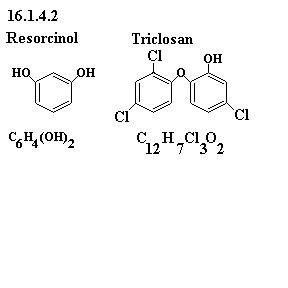 16.1.4.2
Resorcinol Triclosan
Cl
OH
HO OH
O
Cl
Cl
C6H4(OH)2 C12H7Cl3O2